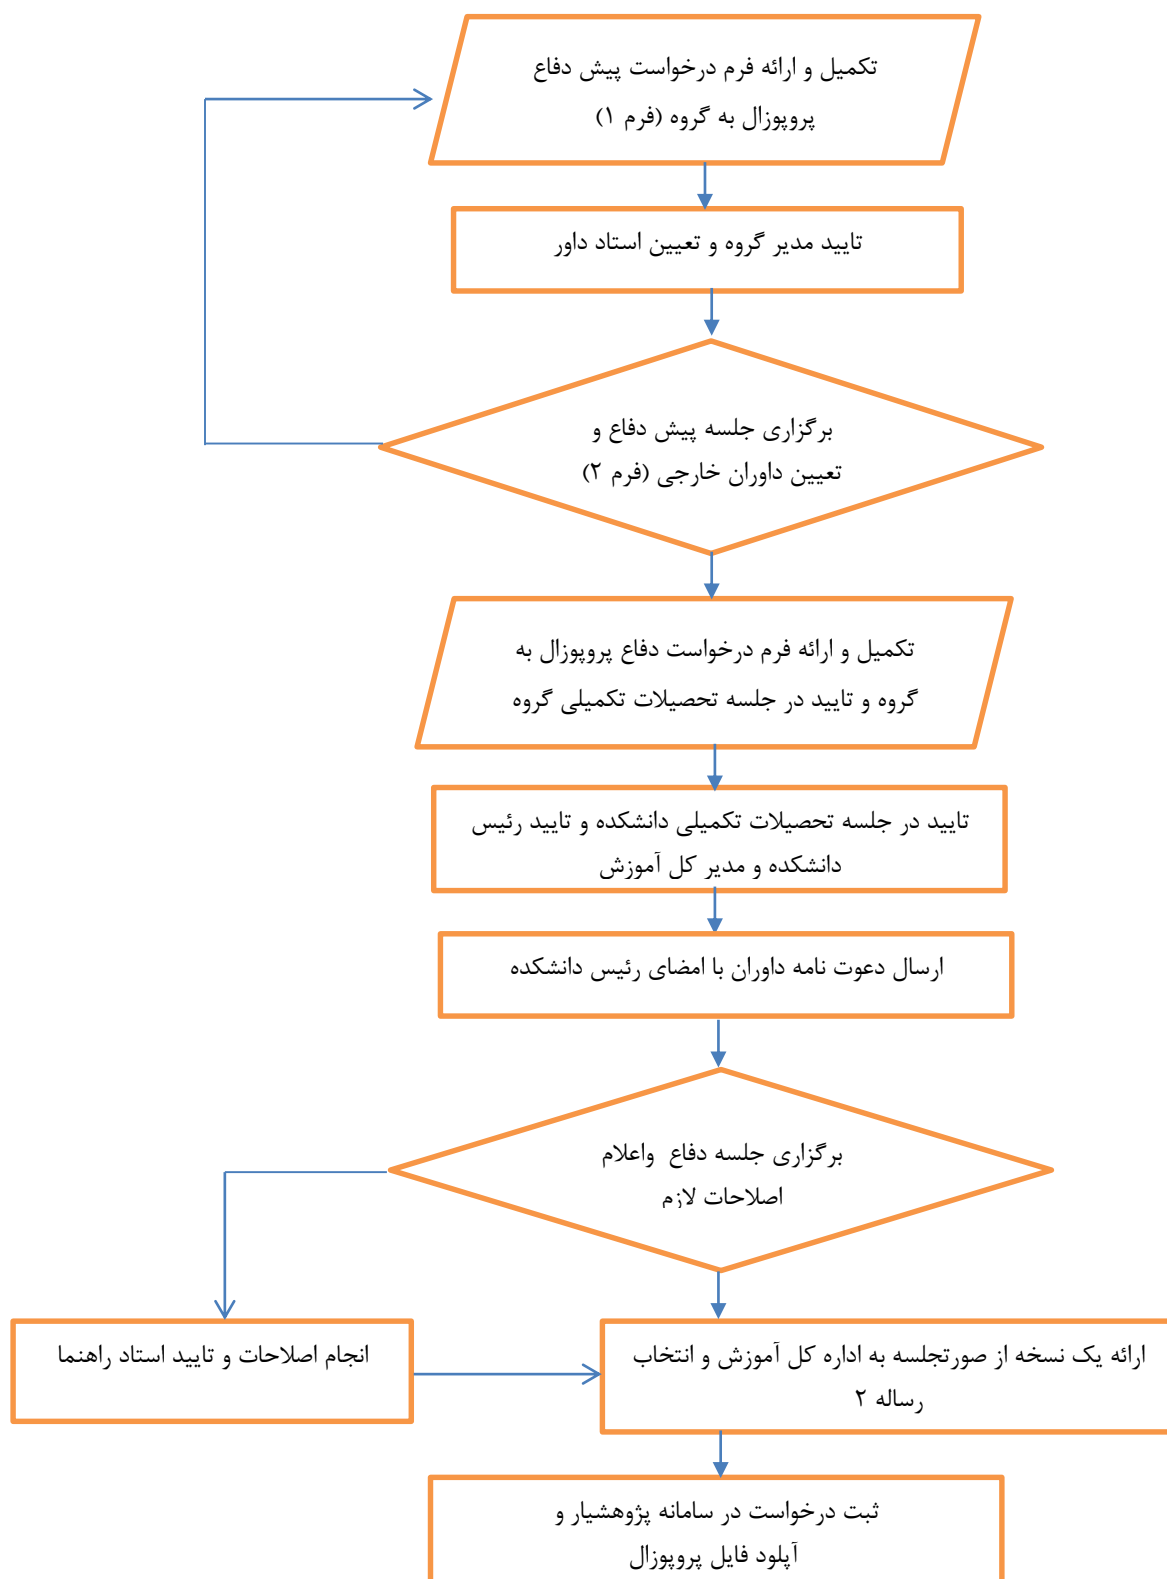 تکمیل و ارائه فرم درخواست پیش دفاع
پروپوزال به گروه (فرم ۱)
تایید مدیر گروه و تعیین استاد داور
برگزاری جلسه پیش دفاع و
تعیین داوران خارجی (فرم ۲)
تکمیل و ارائه فرم درخواست دفاع پروپوزال به
گروه و تایید در جلسه تحصیلات تکمیلی گروه
تایید در جلسه تحصیلات تکمیلی دانشکده و تایید رئیس
دانشکده و مدیر کل آموزش
ارسال دعوت نامه داوران با امضای رئیس دانشکده
برگزاری جلسه دفاع واعلام
اصلاحات لازم
ارائه یک نسخه از صورتجلسه به اداره کل آموزش و انتخاب
رساله ۲
انجام اصلاحات و تایید استاد راهنما
ثبت درخواست در سامانه پژوهشیار و
آپلود فایل پروپوزال